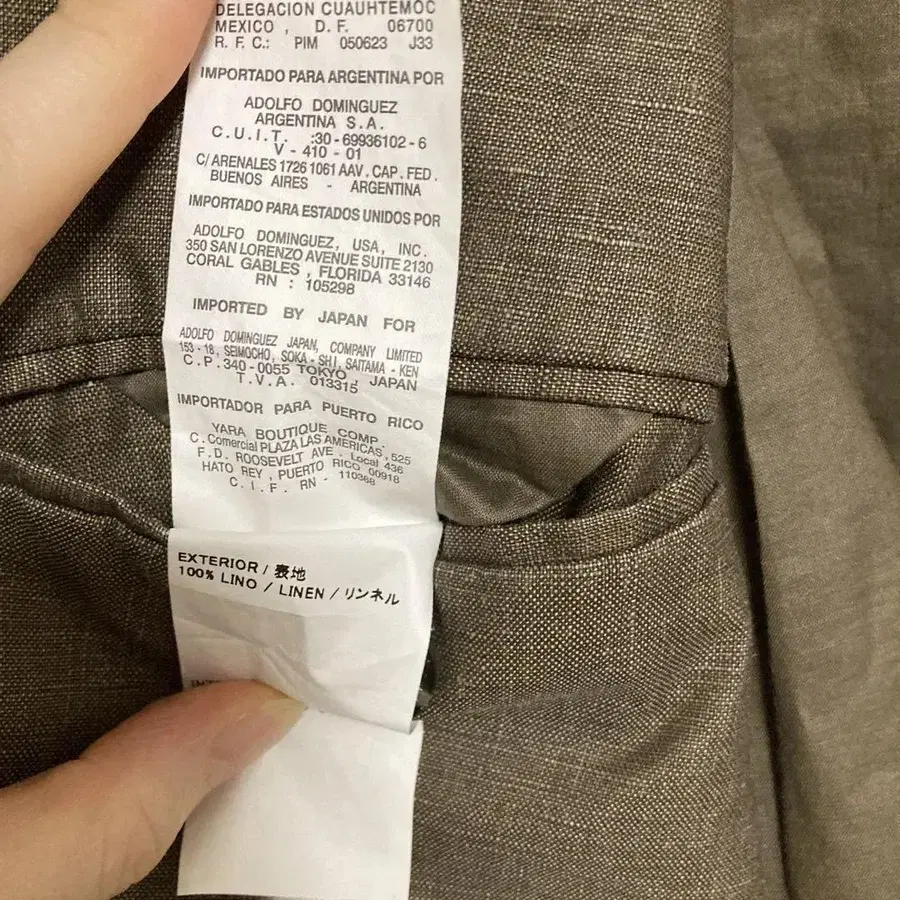 DELEGACION CUAUHTEMOC
MEXICO , D.F. 06700
R.F.C.: PIM 050623 J33
IMPORTADO PARA ARGENTINA POR
ADOLFO DOMINGUEZ
ARGENTINA S.A.
C.U.I.T. :30-69936102-6
V-410-01
C/ ARENALES 1726 1061 AAV. CAP. FED.
BUENOS AIRES - ARGENTINA
IMPORTADO PARA ESTADOS UNIDOS POR
ADOLFO DOMINGUEZ, USA, INC.
350 SAN LORENZO AVENUE SUITE 2130
CORAL GABLES , FLORIDA 33146
RN : 105298
IMPORTED BY JAPAN FOR
ADOLFO DOMINGUEZ JAPAN, COMPANY LIMITED
153-18, SEIMOCHO, SOKA-SHI, SAITAMA-KEN
C.P. 340-0055 TOKYO , JAPAN
T.V.A. 013315
IMPORTADOR PARA PUERTO RICO
YARA BOUTIQUE COMP.
C. Comercial PLAZA LAS AMERICAS , 525
F.D. ROOSEVELT AVE . Local 436
HATO REY , PUERTO RICO 00918
C.I.F. RN - 110368
EXTERIOR / 表地
100% LINO / LINEN / リンネル